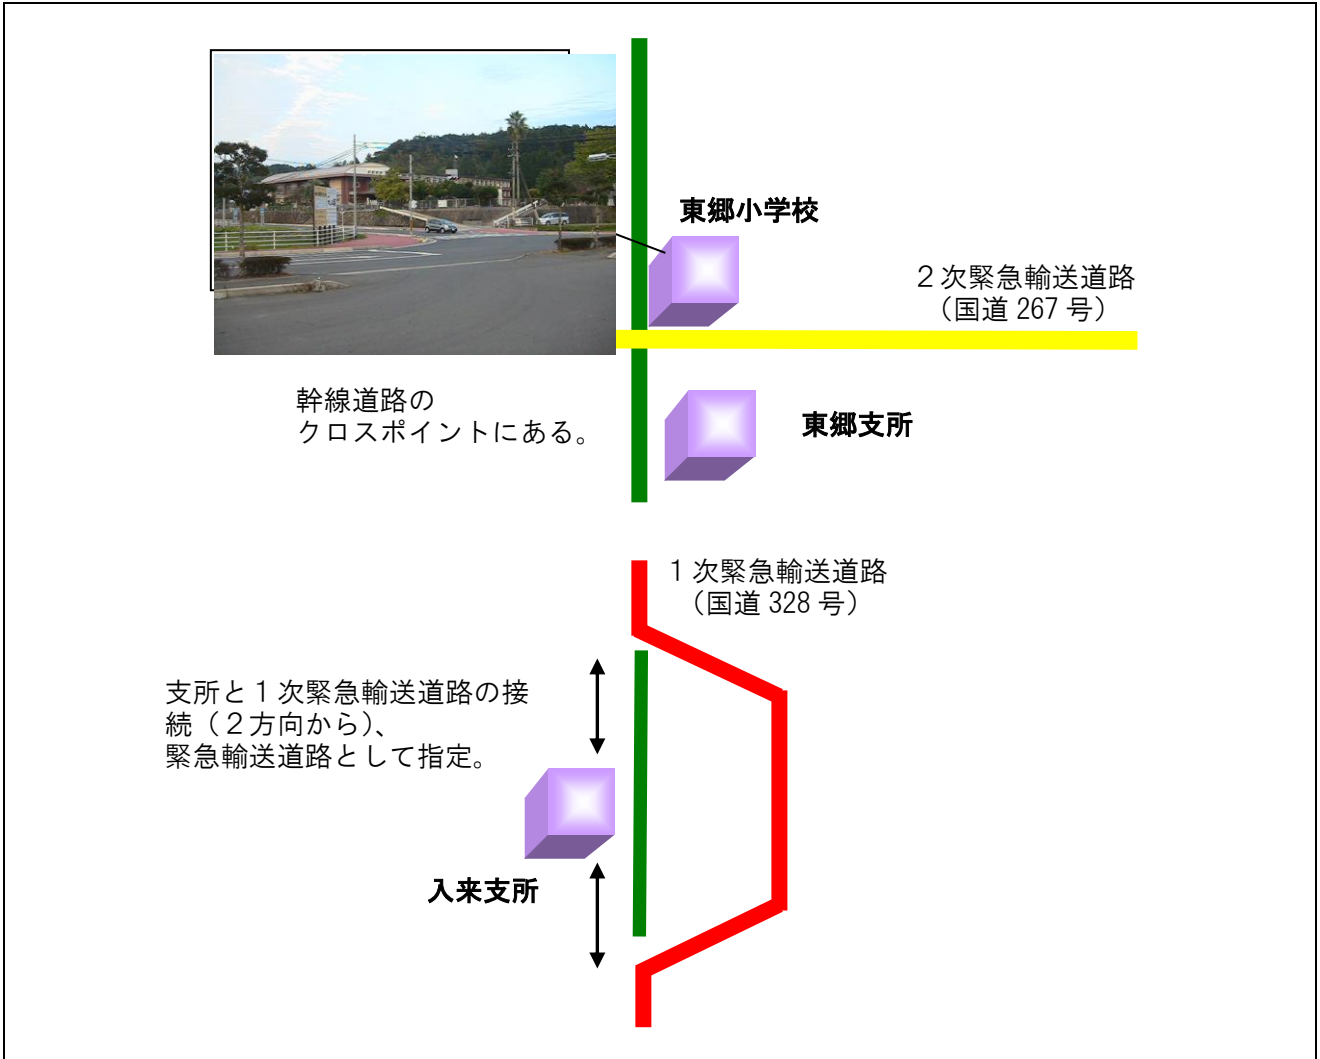 東郷小学校
２次緊急輸送道路
（国道 267 号）
幹線道路の
クロスポイントにある。
東郷支所
１次緊急輸送道路
（国道 328 号）
支所と１次緊急輸送道路の接
続（２方向から）、
緊急輸送道路として指定。
入来支所